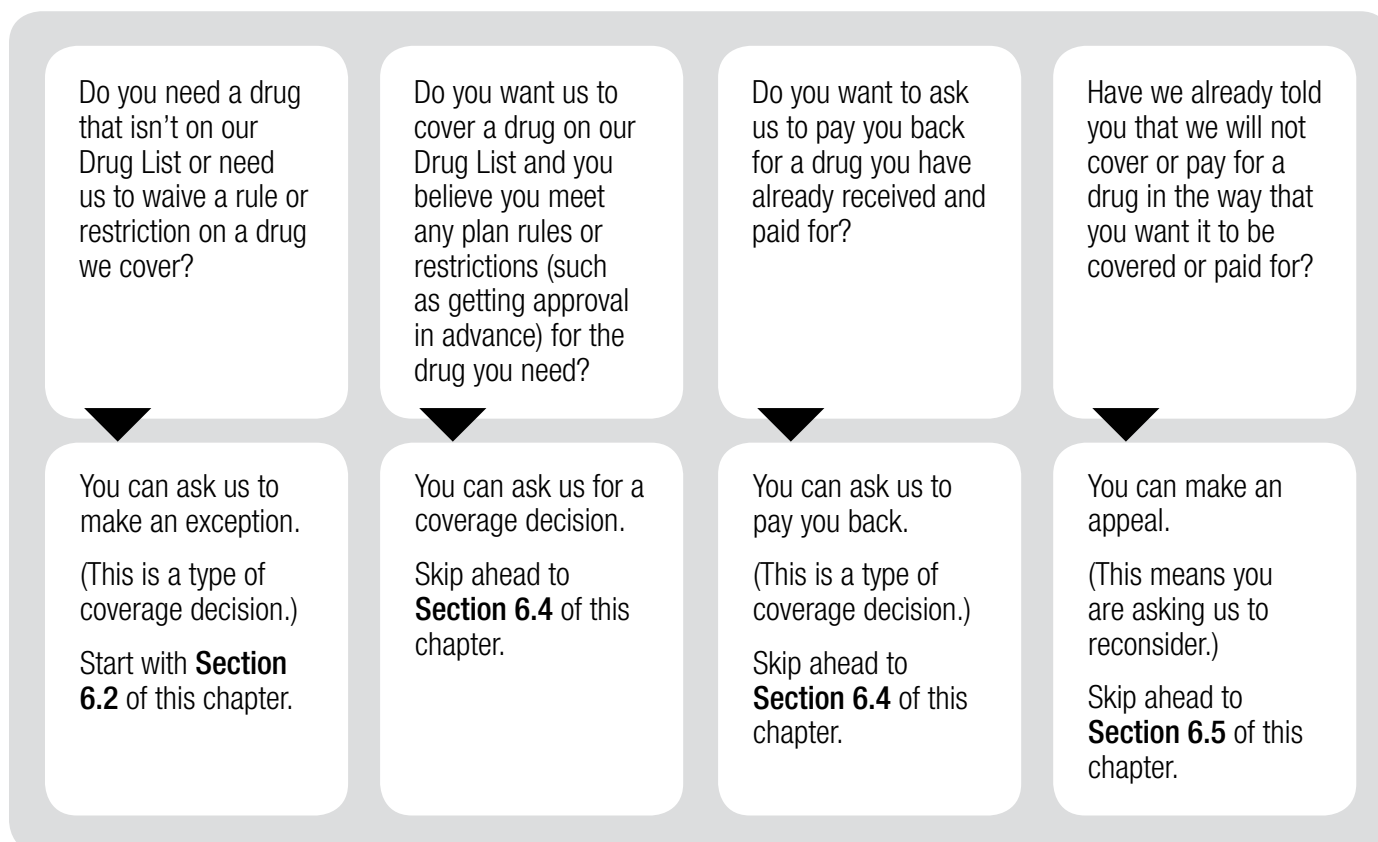 Do you need a drug
that isn't on our
Drug List or need
us to waive a rule or
restriction on a drug
we cover?
You can ask us to
make an exception.
(This is a type of
coverage decision.)
Start with Section
6.2 of this chapter.
Do you want us to
cover a drug on our
Drug List and you
believe you meet
any plan rules or
restrictions (such
as getting approval
in advance) for the
drug you need?
You can ask us for a
coverage decision.
Skip ahead to
Section 6.4 of this
chapter.
Do you want to ask
us to pay you back
for a drug you have
already received and
paid for?
You can ask us to
pay you back.
(This is a type of
coverage decision.)
Skip ahead to
Section 6.4 of this
chapter.
Have we already told
you that we will not
cover or pay for a
drug in the way that
you want it to be
covered or paid for?
You can make an
appeal.
(This means you
are asking us to
reconsider.)
Skip ahead to
Section 6.5 of this
chapter.